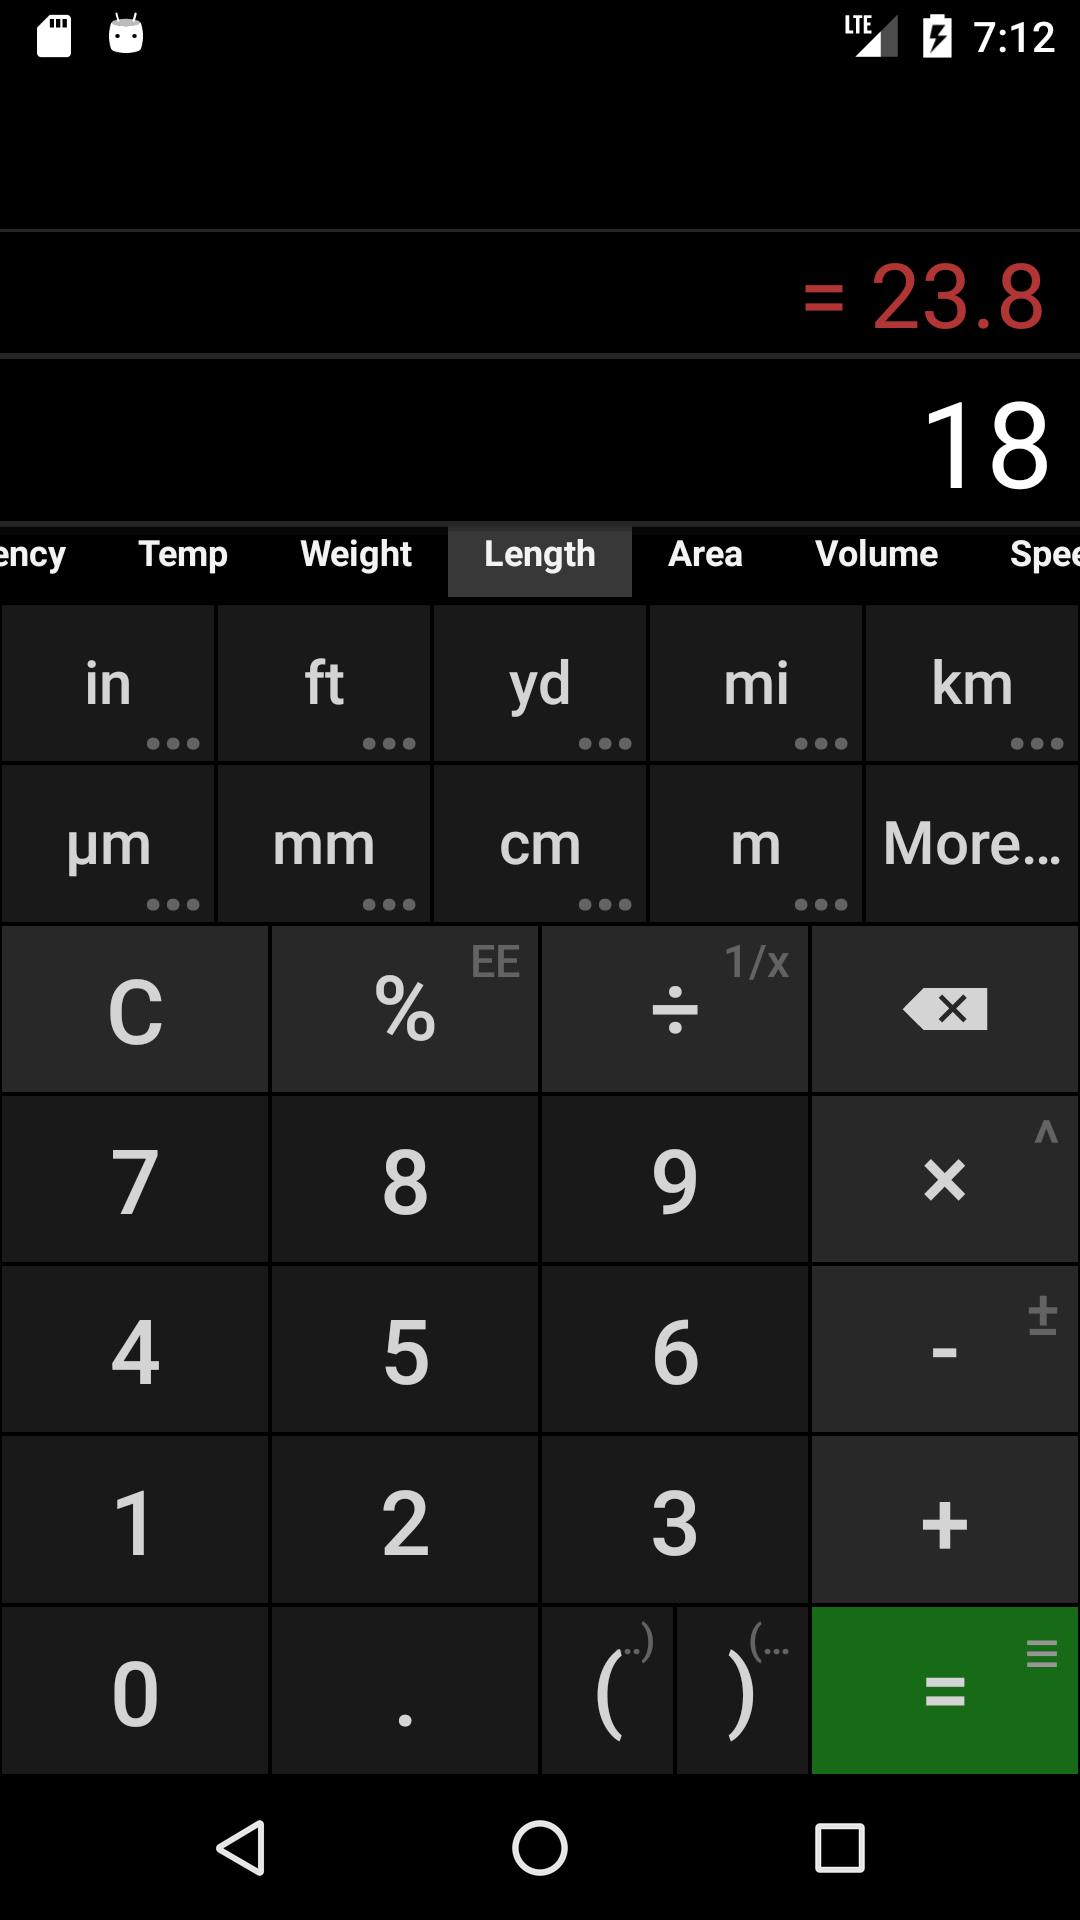 LTE 7:12
= 23.8
18
ency Temp Weight Length Area Volume Spee
in ft yd mi km
µm mm cm m More...
C % EE ÷ 1/x
7 8 9 × ^
4 5 6 - ±
1 2 3 +
0 . ( ..) ) (... =